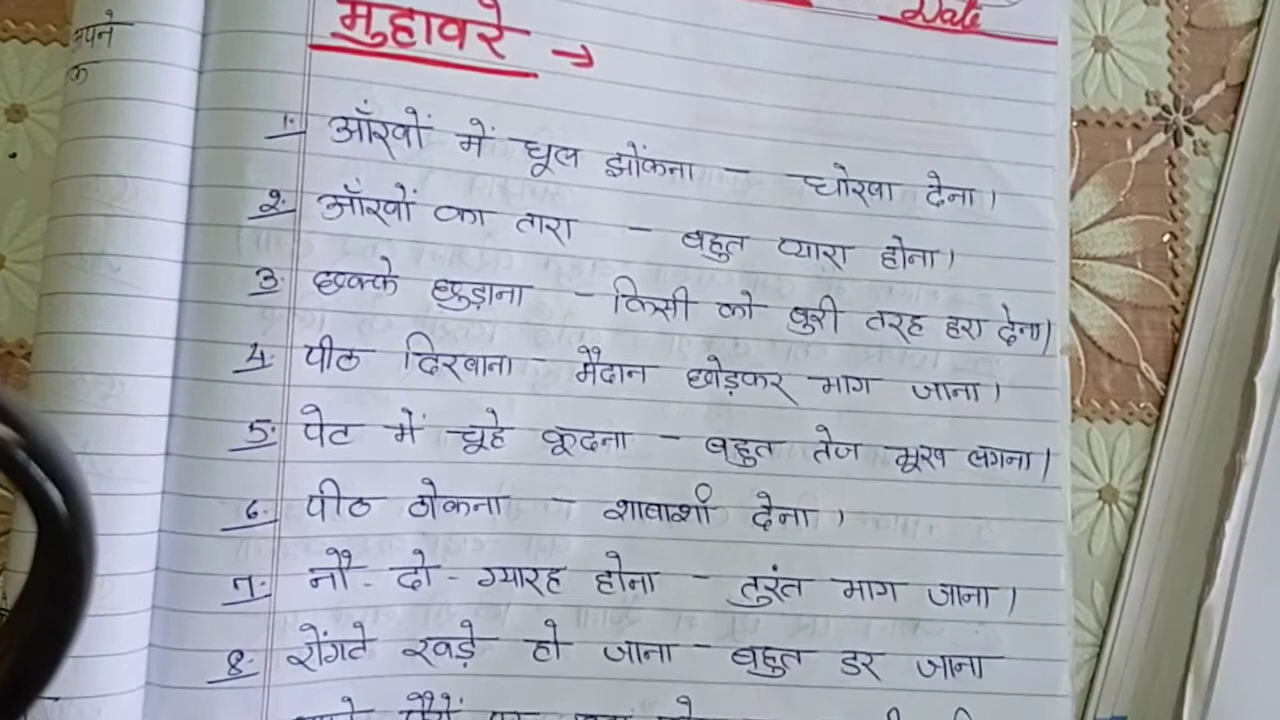 Date
मुहावरे →
अपने
1. आँखों में धूल झोंकना - धोखा देना।
2. आँखों का तारा - बहुत प्यारा होना।
3. छक्के छुड़ाना - किसी को बुरी तरह हरा देना।
4. पीठ दिखाना - मैदान छोड़कर भाग जाना।
5. पेट में चूहे कूदना - बहुत तेज भूख लगना।
6. पीठ ठोकना - शाबाशी देना।
7. नौ - दो - ग्यारह होना - तुरंत भाग जाना।
8. रोंगटे खड़े हो जाना - बहुत डर जाना